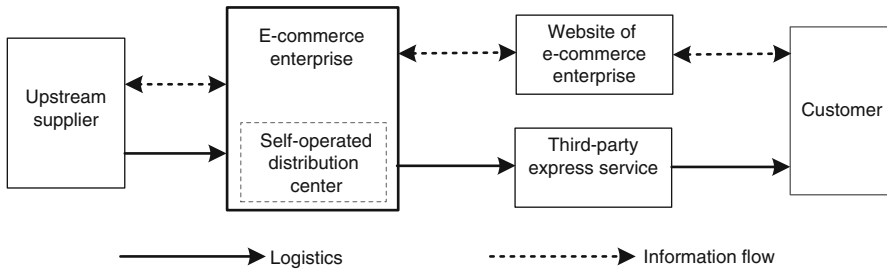 Upstream
supplier
E-commerce
enterprise
Self-operated
distribution
center
Website of
e-commerce
enterprise
Third-party
express service
Customer
Logistics
Information flow